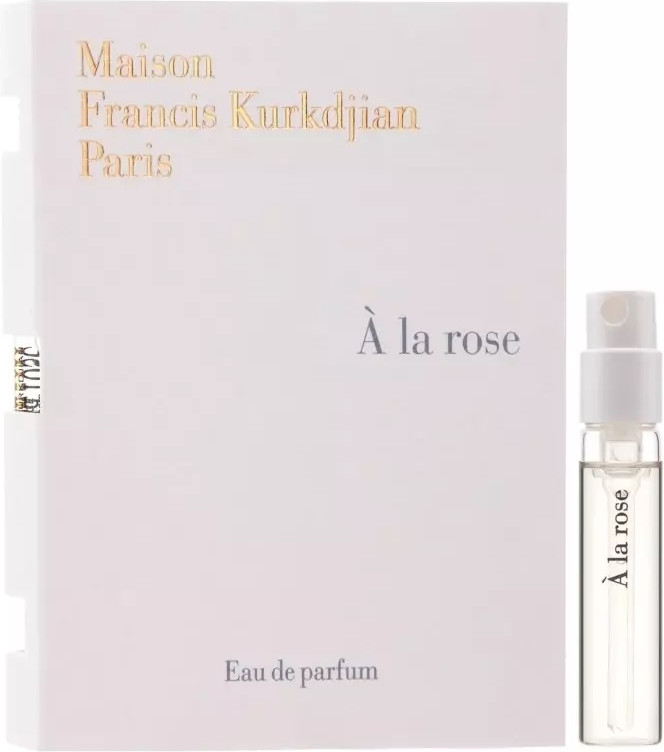 Maison
Francis Kurkdjian
Paris
À la rose
Eau de parfum
À la rose